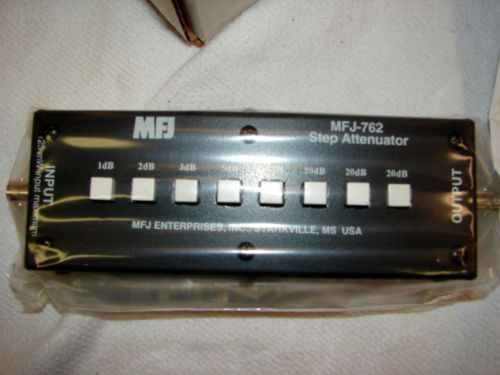 MFJ
MFJ-762
Step Attenuator
1dB 2dB 3dB 20dB 20dB 20dB
INPUT
OUTPUT
MFJ ENTERPRISES, INC., STARKVILLE, MS USA